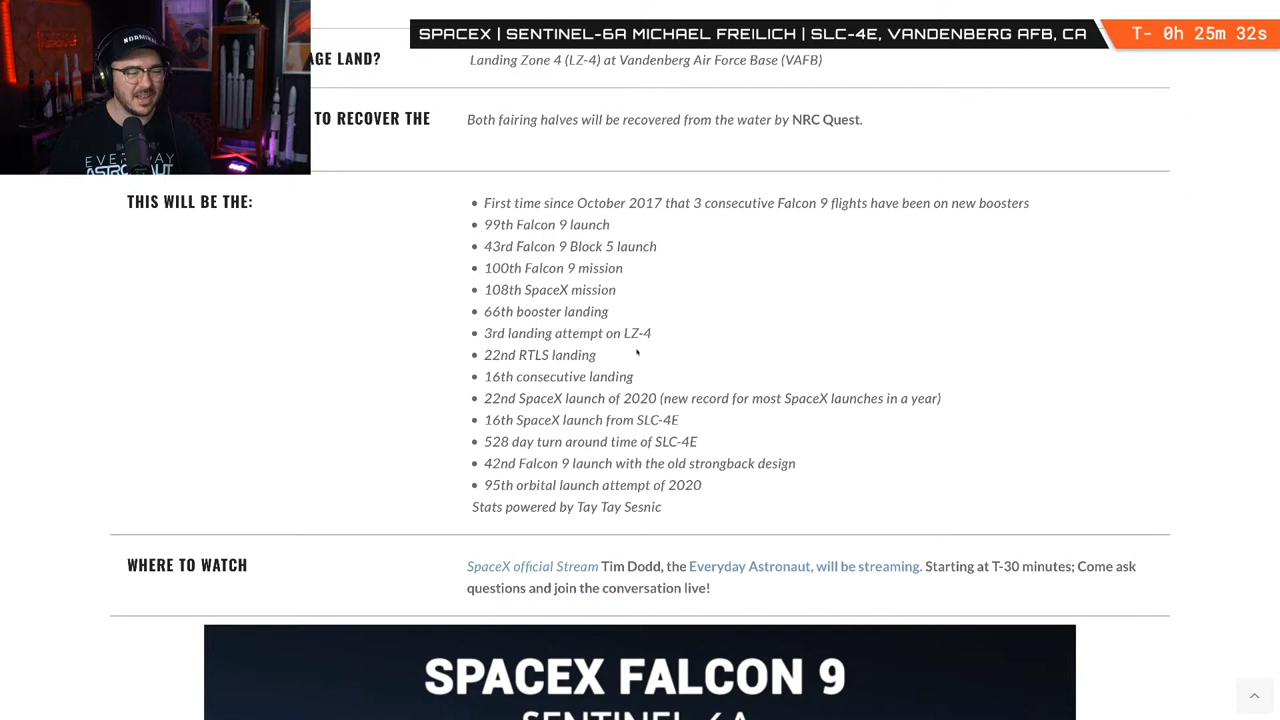 SPACEX | SENTINEL-6A MICHAEL FREILICH | SLC-4E, VANDENBERG AFB, CA
T- 0h 25m 32s
AGE LAND?
Landing Zone 4 (LZ-4) at Vandenberg Air Force Base (VAFB)
TO RECOVER THE
Both fairing halves will be recovered from the water by NRC Quest.
THIS WILL BE THE:
• First time since October 2017 that 3 consecutive Falcon 9 flights have been on new boosters
• 99th Falcon 9 launch
• 43rd Falcon 9 Block 5 launch
• 100th Falcon 9 mission
• 108th SpaceX mission
• 66th booster landing
• 3rd landing attempt on LZ-4
• 22nd RTLS landing
• 16th consecutive landing
• 22nd SpaceX launch of 2020 (new record for most SpaceX launches in a year)
• 16th SpaceX launch from SLC-4E
• 528 day turn around time of SLC-4E
• 42nd Falcon 9 launch with the old strongback design
• 95th orbital launch attempt of 2020
Stats powered by Tay Tay Sesnic
WHERE TO WATCH
SpaceX official Stream Tim Dodd, the Everyday Astronaut, will be streaming. Starting at T-30 minutes; Come ask
questions and join the conversation live!
SPACEX FALCON 9
SENTINEL-6A
NOMINAL
EVERYDAY
ASTRONAUT